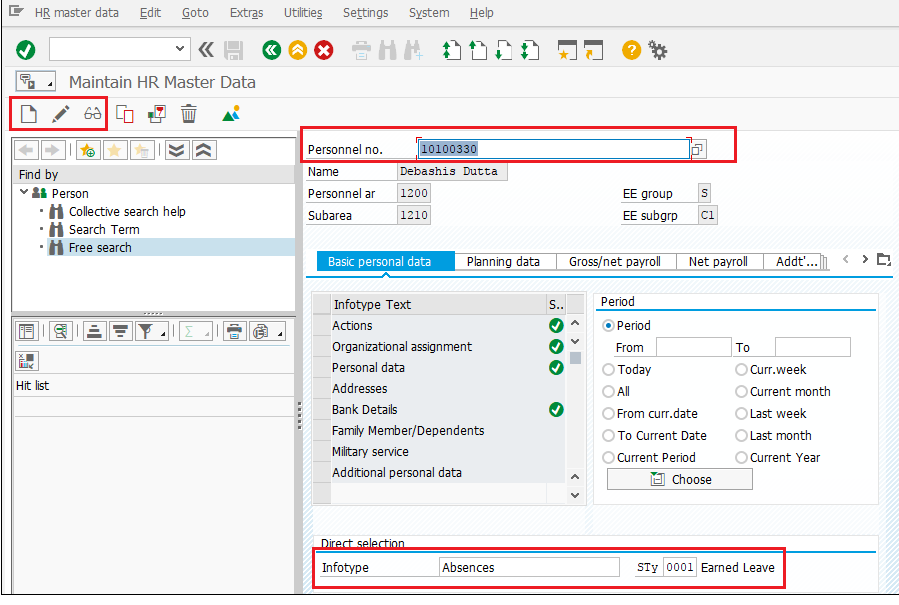 HR master data Edit Goto Extras Utilities Settings System Help
Maintain HR Master Data
Find by
Person
Collective search help
Search Term
Free search
Hit list
Personnel no. 10100330
Name Debashis Dutta
Personnel ar 1200 EE group S
Subarea 1210 EE subgrp C1
Basic personal data Planning data Gross/net payroll Net payroll Addt'...
Infotype Text S..
Actions
Organizational assignment
Personal data
Addresses
Bank Details
Family Member/Dependents
Military service
Additional personal data
Period
Period
From To
Today Curr.week
All Current month
From curr.date Last week
To Current Date Last month
Current Period Current Year
Choose
Direct selection
Infotype Absences STy 0001 Earned Leave